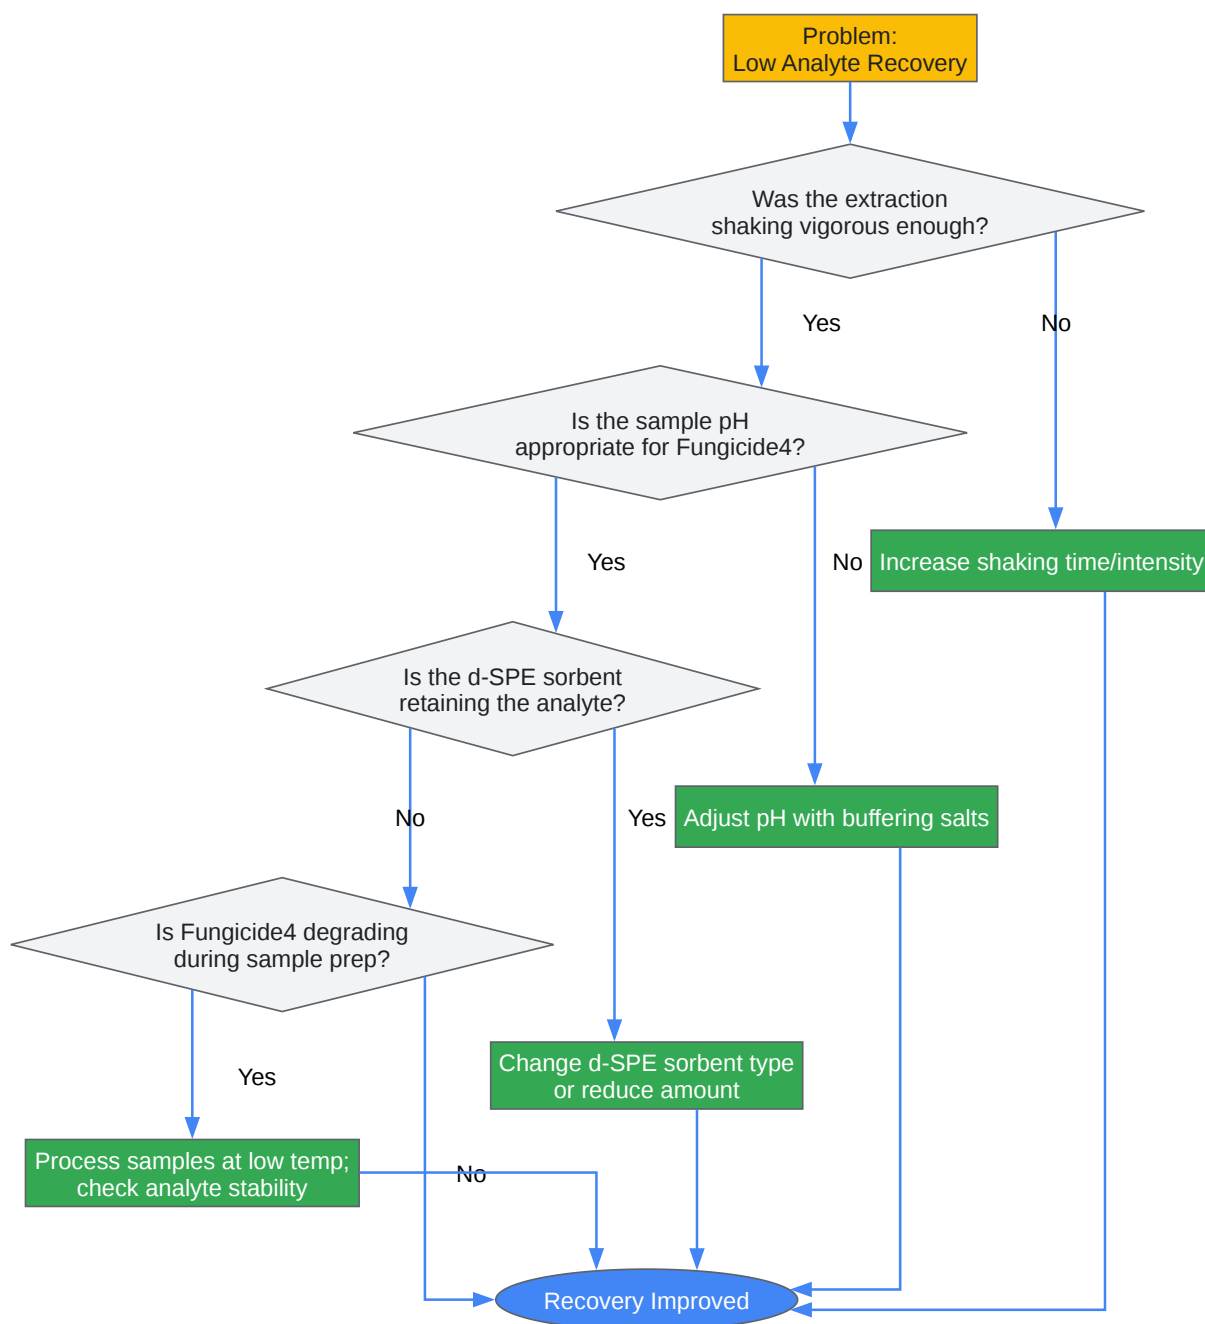 Problem:
Low Analyte Recovery
Was the extraction
shaking vigorous enough?
Yes
No
Is the sample pH
appropriate for Fungicide4?
Yes
No
Increase shaking time/intensity
Is the d-SPE sorbent
retaining the analyte?
No
Yes
Adjust pH with buffering salts
Is Fungicide4 degrading
during sample prep?
Yes
Change d-SPE sorbent type
or reduce amount
Process samples at low temp;
check analyte stability
No
Recovery Improved